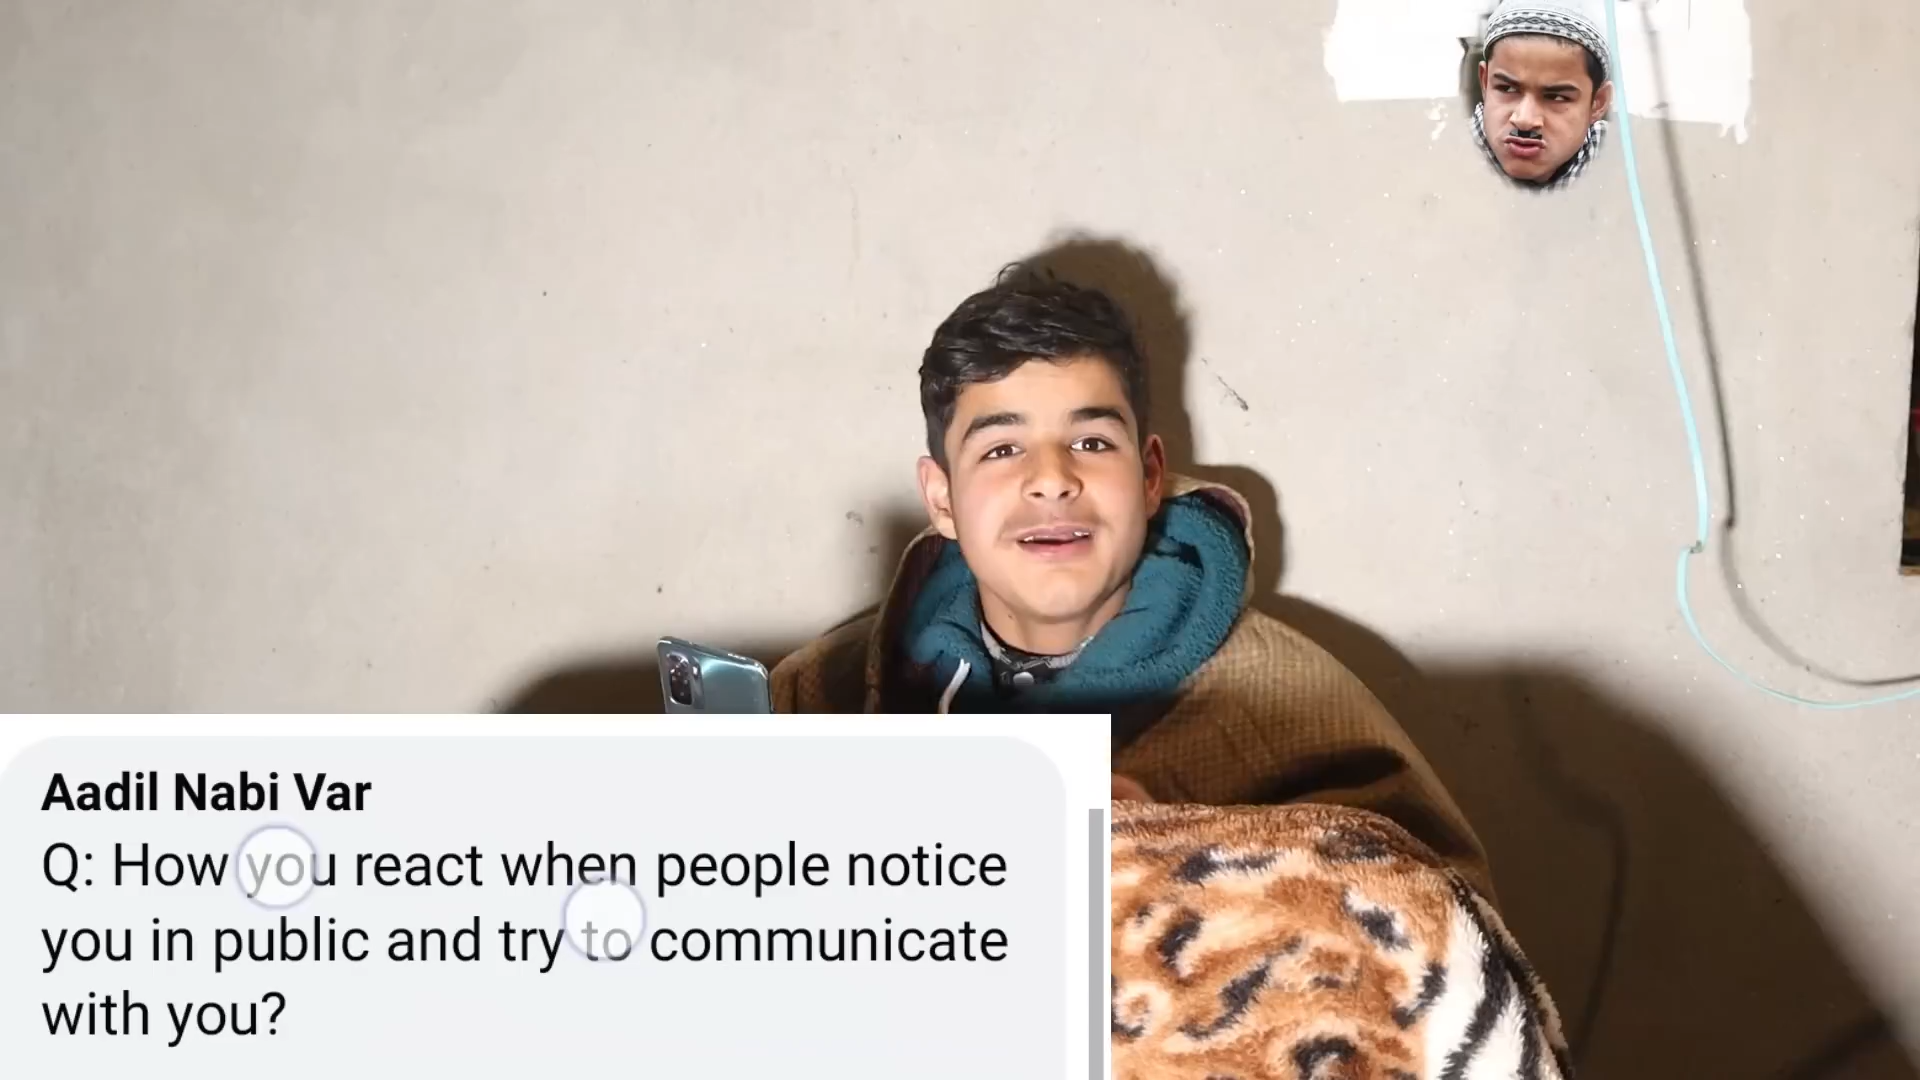 Aadil Nabi Var
Q: How you react when people notice
you in public and try to communicate
with you?